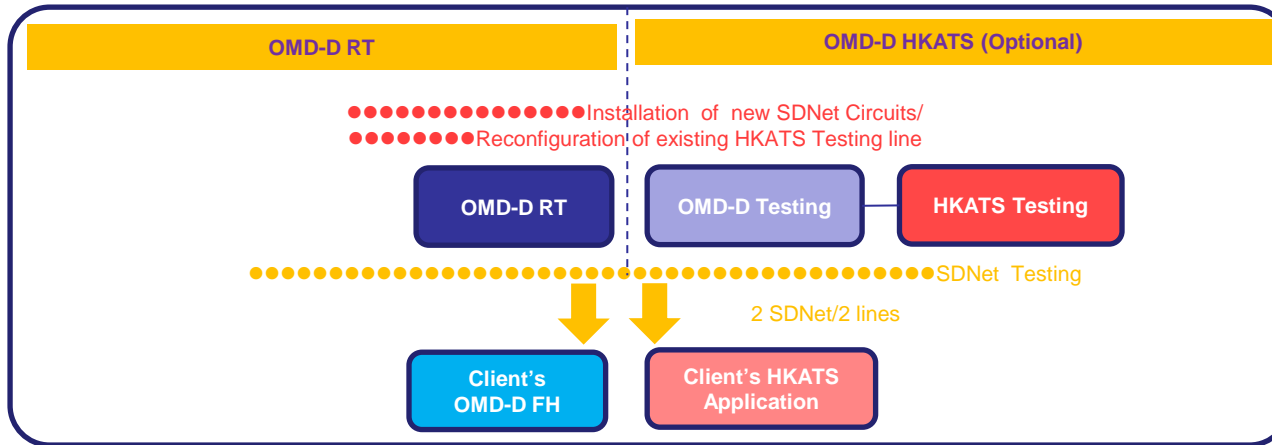 OMD-D RT
OMD-D HKATS (Optional)
Installation of new SDNet Circuits/
Reconfiguration of existing HKATS Testing line
OMD-D RT
OMD-D Testing
HKATS Testing
SDNet Testing
2 SDNet/2 lines
Client's
OMD-D FH
Client's HKATS
Application